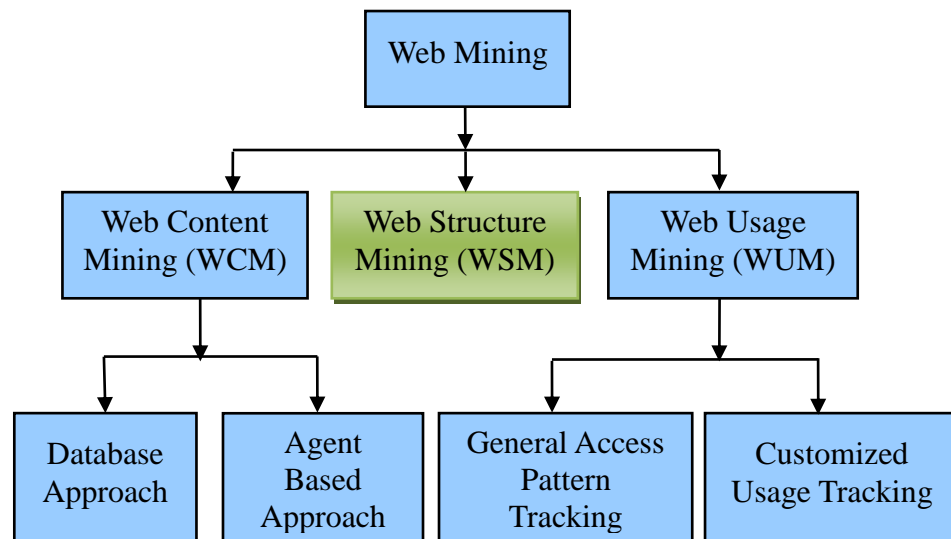 Web Mining
Web Content
Mining (WCM)
Web Structure
Mining (WSM)
Web Usage
Mining (WUM)
Database
Approach
Agent
Based
Approach
General Access
Pattern
Tracking
Customized
Usage Tracking